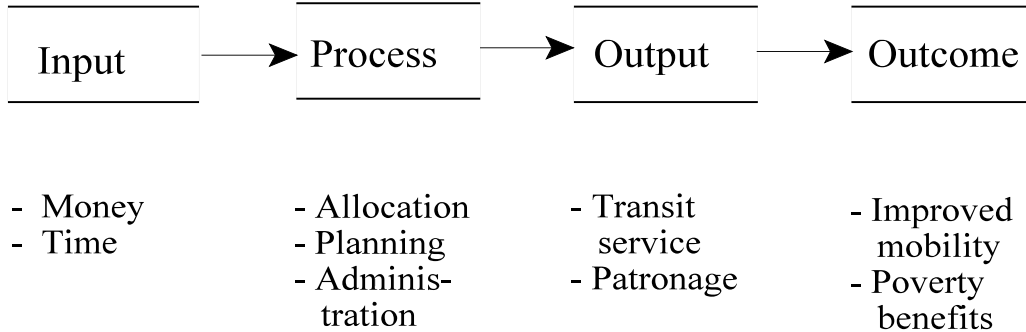 Input
Process
Output
Outcome
- Money
- Time
- Allocation
- Planning
- Adminis-
tration
- Transit
service
- Patronage
- Improved
mobility
- Poverty
benefits